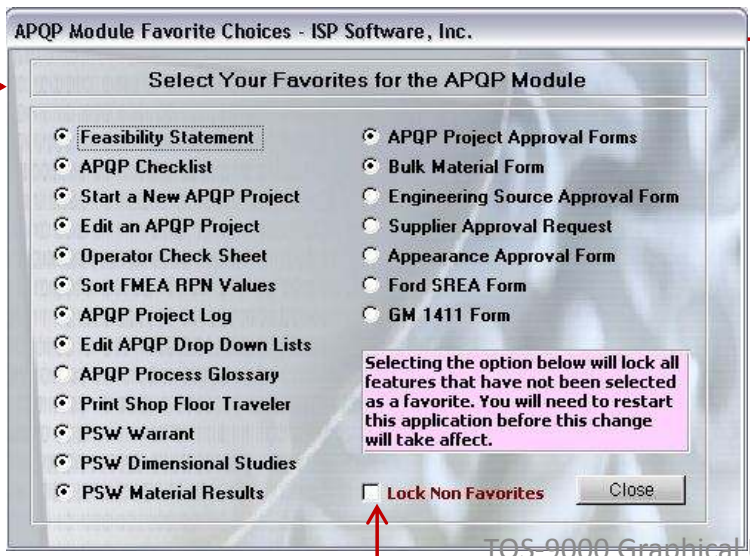 APQP Module Favorite Choices - ISP Software, Inc.
Select Your Favorites for the APQP Module
Feasibility Statement
APQP Checklist
Start a New APQP Project
Edit an APQP Project
Operator Check Sheet
Sort FMEA RPN Values
APQP Project Log
Edit APQP Drop Down Lists
APQP Process Glossary
Print Shop Floor Traveler
PSW Warrant
PSW Dimensional Studies
PSW Material Results
APQP Project Approval Forms
Bulk Material Form
Engineering Source Approval Form
Supplier Approval Request
Appearance Approval Form
Ford SREA Form
GM 1411 Form
Selecting the option below will lock all
features that have not been selected
as a favorite. You will need to restart
this application before this change
will take affect.
Lock Non Favorites
Close
TOS-9000 Graphical